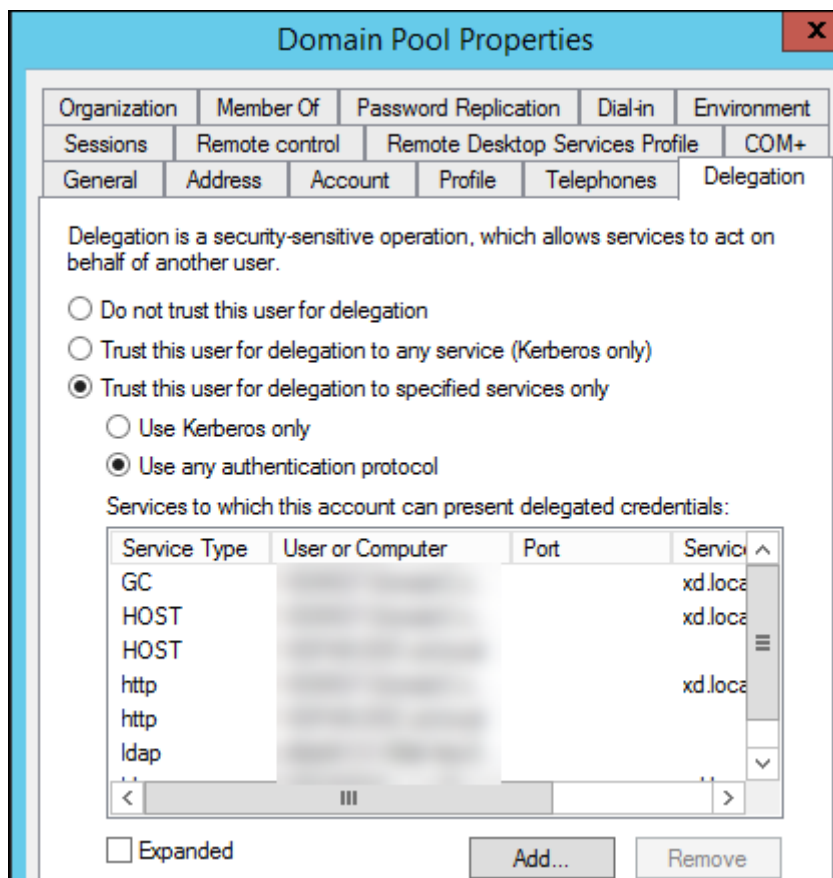 Domain Pool Properties
x
Organization Member Of Password Replication Dial-in Environment
Sessions Remote control Remote Desktop Services Profile COM+
General Address Account Profile Telephones Delegation
Delegation is a security-sensitive operation, which allows services to act on
behalf of another user.
Do not trust this user for delegation
Trust this user for delegation to any service (Kerberos only)
Trust this user for delegation to specified services only
Use Kerberos only
Use any authentication protocol
Services to which this account can present delegated credentials:
Service Type User or Computer Port Servic
GC xd.loca
HOST xd.loca
HOST
http xd.loca
http
ldap
Expanded Add... Remove